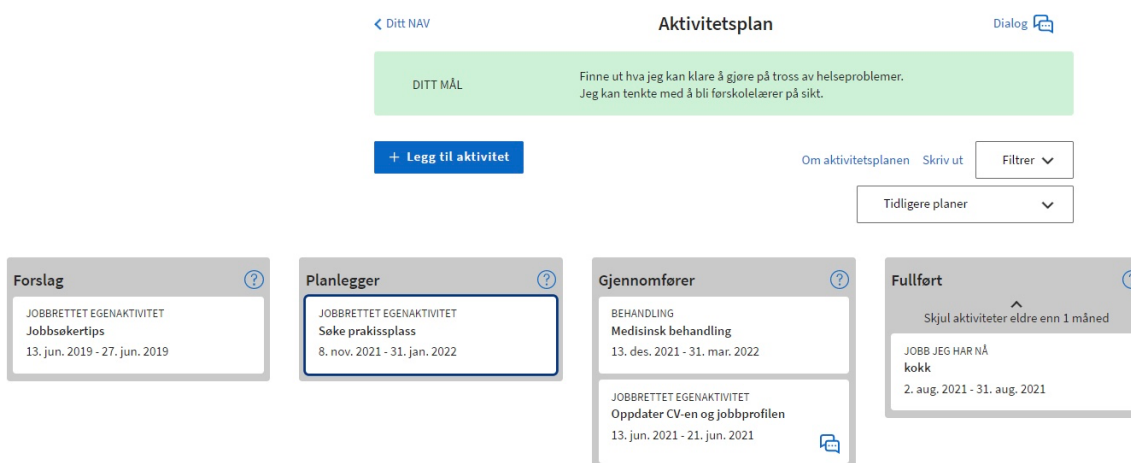 Ditt NAV
Aktivitetsplan
Dialog
DITT MÅL
Finne ut hva jeg kan klare å gjøre på tross av helseproblemer.
Jeg kan tenkte med å bli førskolelærer på sikt.
+ Legg til aktivitet
Om aktivitetsplanen
Skriv ut
Filtrer
Tidligere planer
Forslag
?
JOBBRETTET EGENAKTIVITET
Jobbsøkertips
13. jun. 2019 - 27. jun. 2019
Planlegger
?
JOBBRETTET EGENAKTIVITET
Søke prakissplass
8. nov. 2021 - 31. jan. 2022
Gjennomfører
?
BEHANDLING
Medisinsk behandling
13. des. 2021 - 31. mar. 2022
JOBBRETTET EGENAKTIVITET
Oppdater CV-en og jobbprofilen
13. jun. 2021 - 21. jun. 2021
Fullført
?
Skjul aktiviteter eldre enn 1 måned
JOBB JEG HAR NÅ
kokk
2. aug. 2021 - 31. aug. 2021